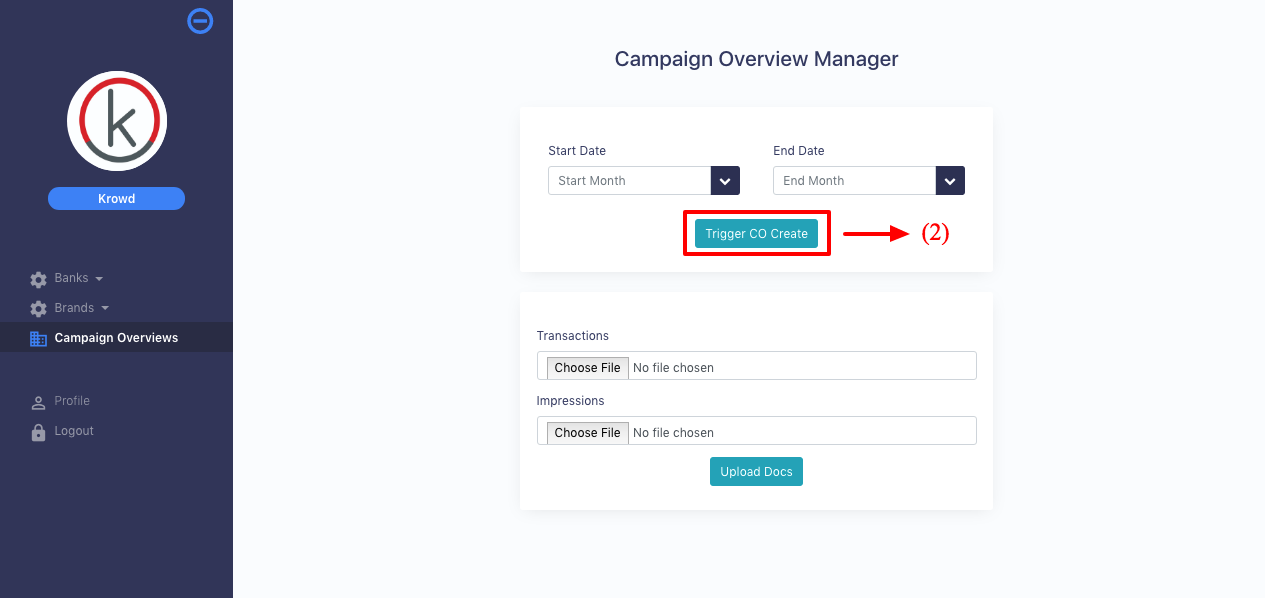 k
Krowd
Banks
Brands
Campaign Overviews
Profile
Logout
Campaign Overview Manager
Start Date End Date
Start Month End Month
Trigger CO Create (2)
Transactions
Choose File No file chosen
Impressions
Choose File No file chosen
Upload Docs